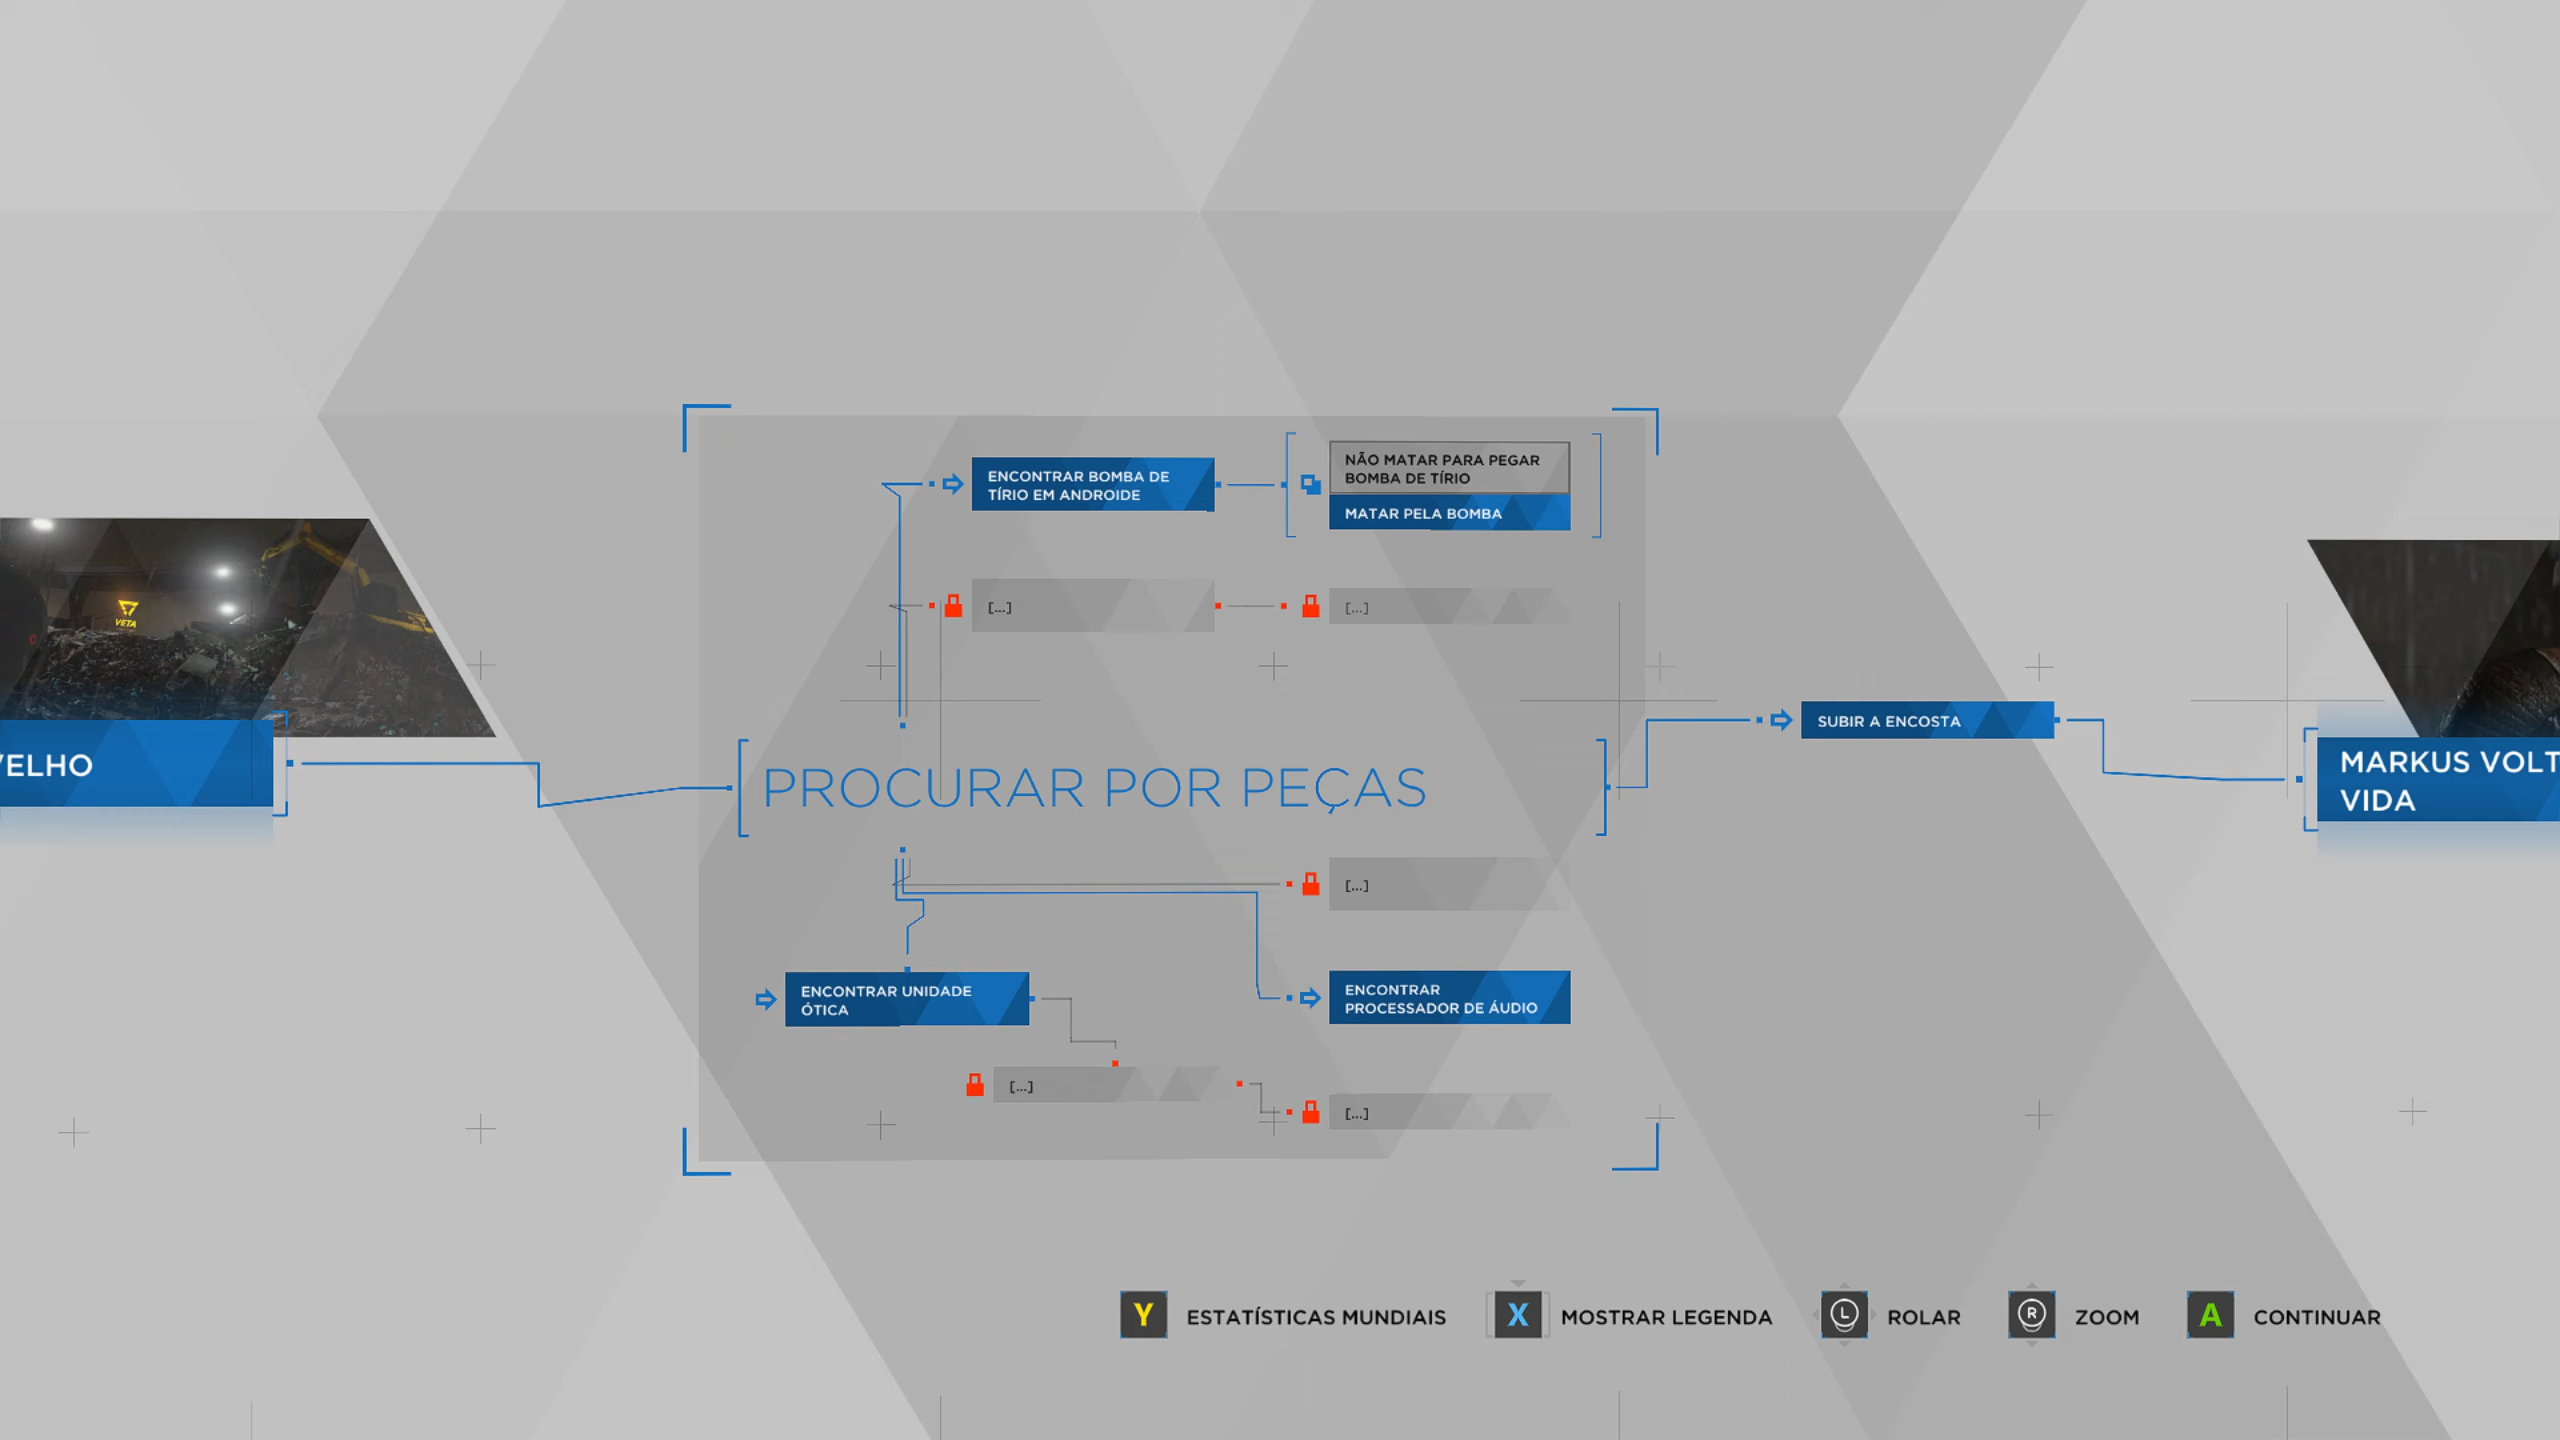 ENCONTRAR BOMBA DE
TÍRIO EM ANDROIDE
NÃO MATAR PARA PEGAR
BOMBA DE TÍRIO
MATAR PELA BOMBA
[...]
[...]
VETA
SUBIR A ENCOSTA
VELHO
PROCURAR POR PEÇAS
MARKUS VOLT
VIDA
[...]
ENCONTRAR UNIDADE
ÓTICA
ENCONTRAR
PROCESSADOR DE ÁUDIO
[...]
[...]
Y ESTATÍSTICAS MUNDIAIS
X MOSTRAR LEGENDA
L ROLAR
R ZOOM
A CONTINUAR